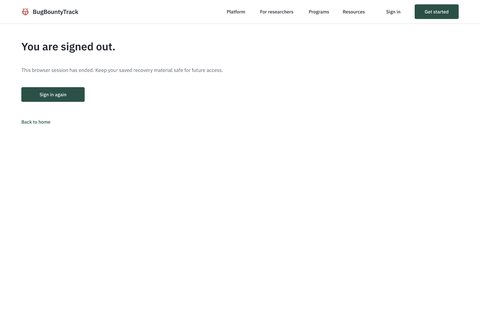 BugBountyTrack
Platform
For researchers
Programs
Resources
Sign in
Get started
You are signed out.
This browser session has ended. Keep your saved recovery material safe for future access.
Sign in again
Back to home